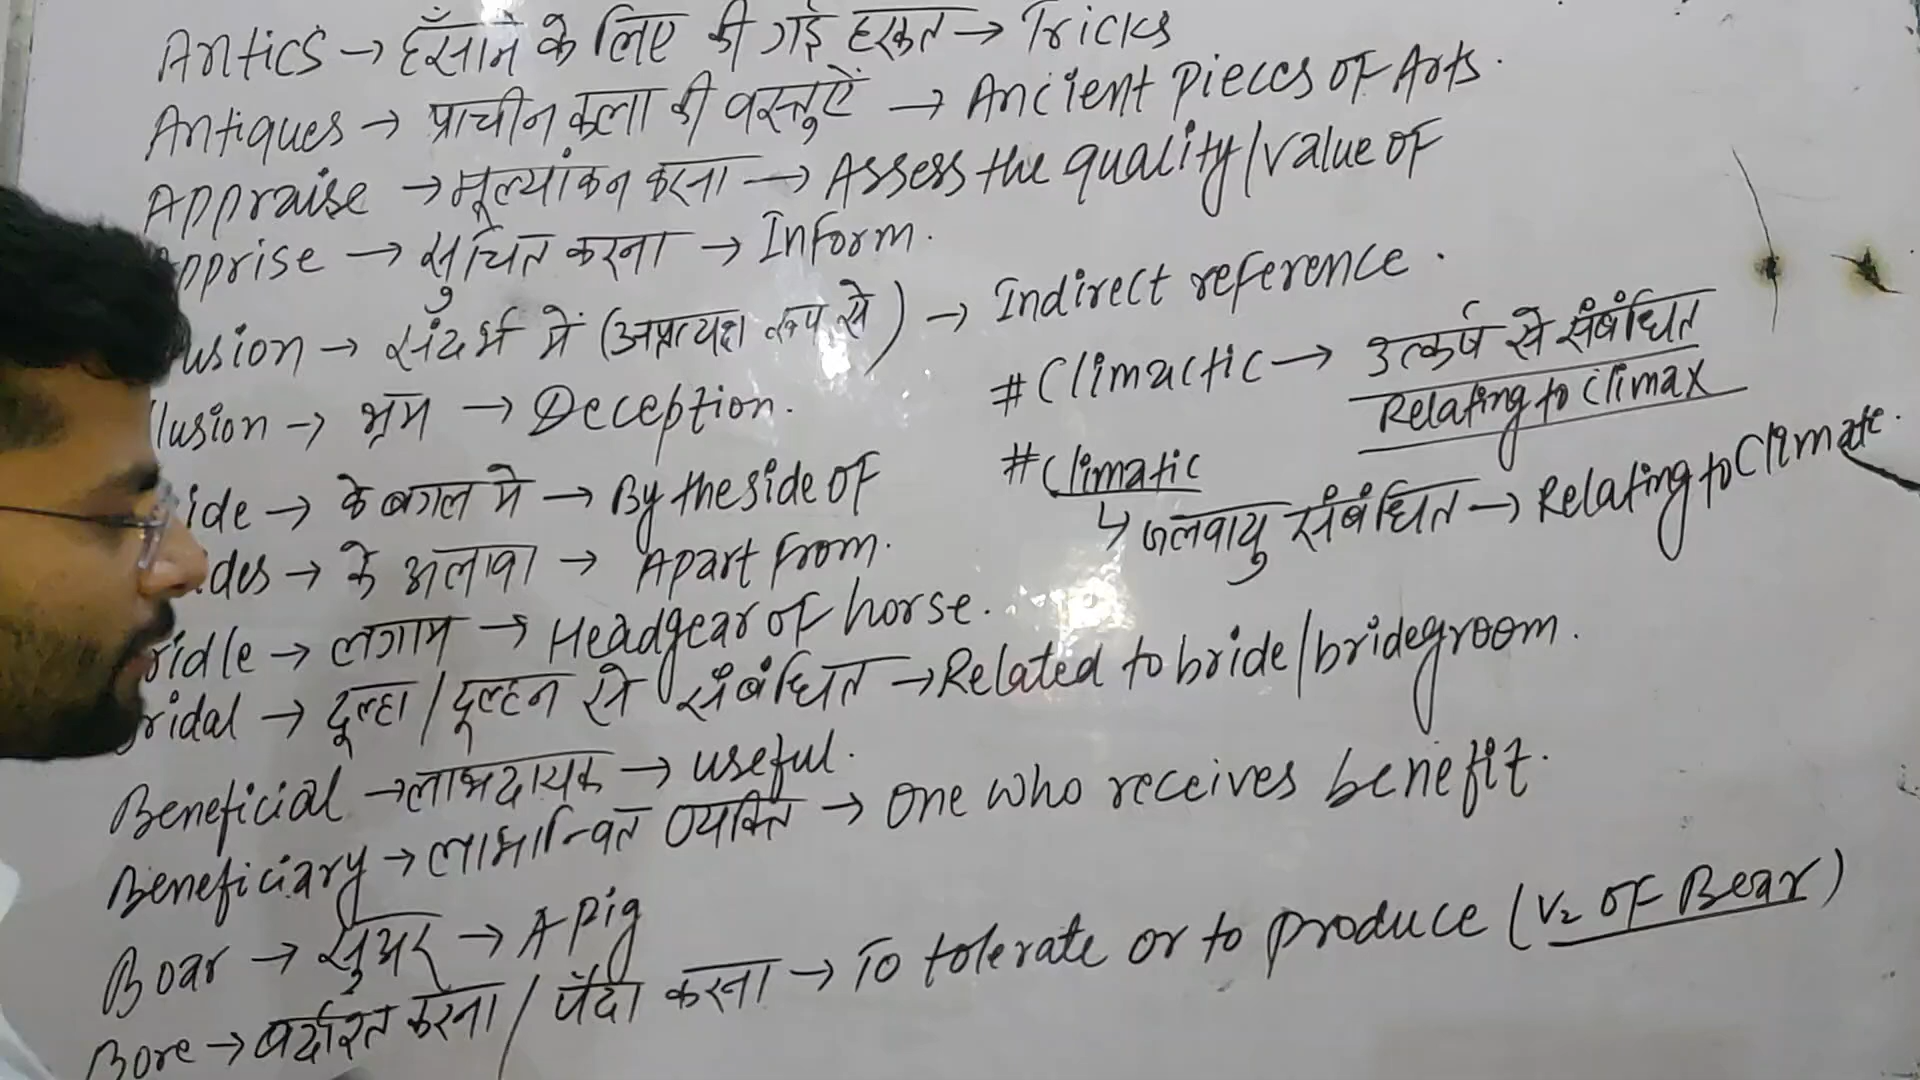 Antics → हँसाने के लिए की गई हरकत → Tricks
Antiques → प्राचीन कला की वस्तुऐं → Ancient pieces of Arts.
Appraise → मूल्यांकन करना → Assess the quality/value of
pprise → सुचित करना → Inform.
usion → संदर्भ में (अप्रत्यक्ष रूप से) → Indirect reference.
lusion → भ्रम → Deception.
ide → के बगल मे → By the side of
des → के अलावा → Apart from.
ridle → लगाम → Headgear of horse.
ridal → दूल्हा/दूल्हन से संबंधित → Related to bride/bridegroom.
Beneficial → लाभदायक → useful.
Beneficiary → लाभान्वित व्यक्ति → One who receives benefit.
Boar → सुअर → A pig
Bore → बर्दाश्त करना / पैदा करना → To tolerate or to produce (V₂ of Bear)
# Climactic → उत्कर्ष से संबंधित
Relating to climax
# Climatic
↳ जलवायु संबंधित → Relating to Climate.